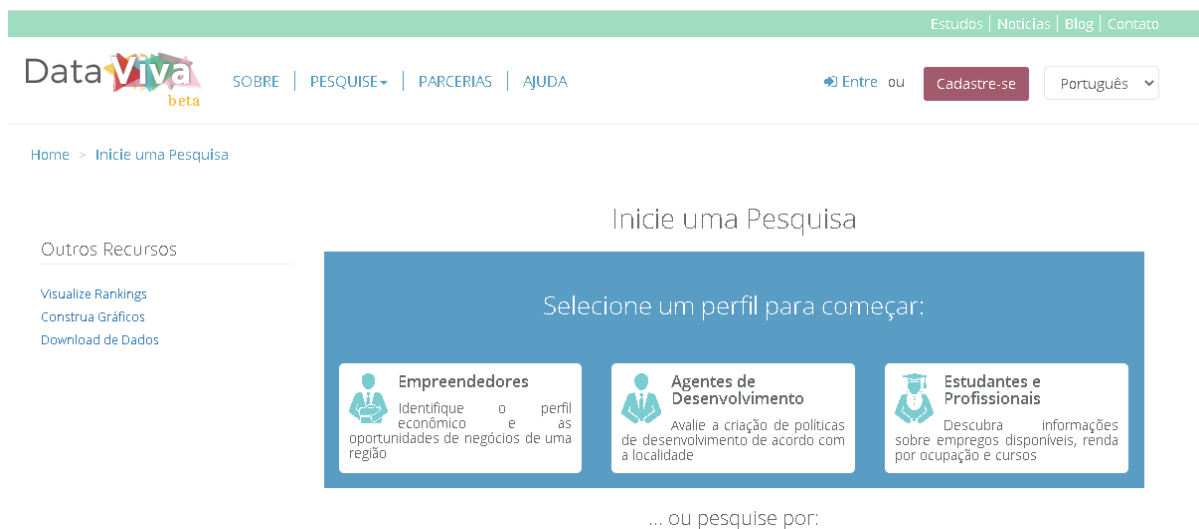 Estudos | Notícias | Blog | Contato
DataViva
beta
SOBRE | PESQUISE | PARCERIAS | AJUDA
Entre ou Cadastre-se Português
Home > Inicie uma Pesquisa
Inicie uma Pesquisa
Outros Recursos
Visualize Rankings
Construa Gráficos
Download de Dados
Selecione um perfil para começar:
Empreendedores
Identifique o perfil
econômico e as
oportunidades de negócios de uma
região
Agentes de
Desenvolvimento
Avalie a criação de políticas
de desenvolvimento de acordo com
a localidade
Estudantes e
Profissionais
Descubra informações
sobre empregos disponíveis, renda
por ocupação e cursos
... ou pesquise por: